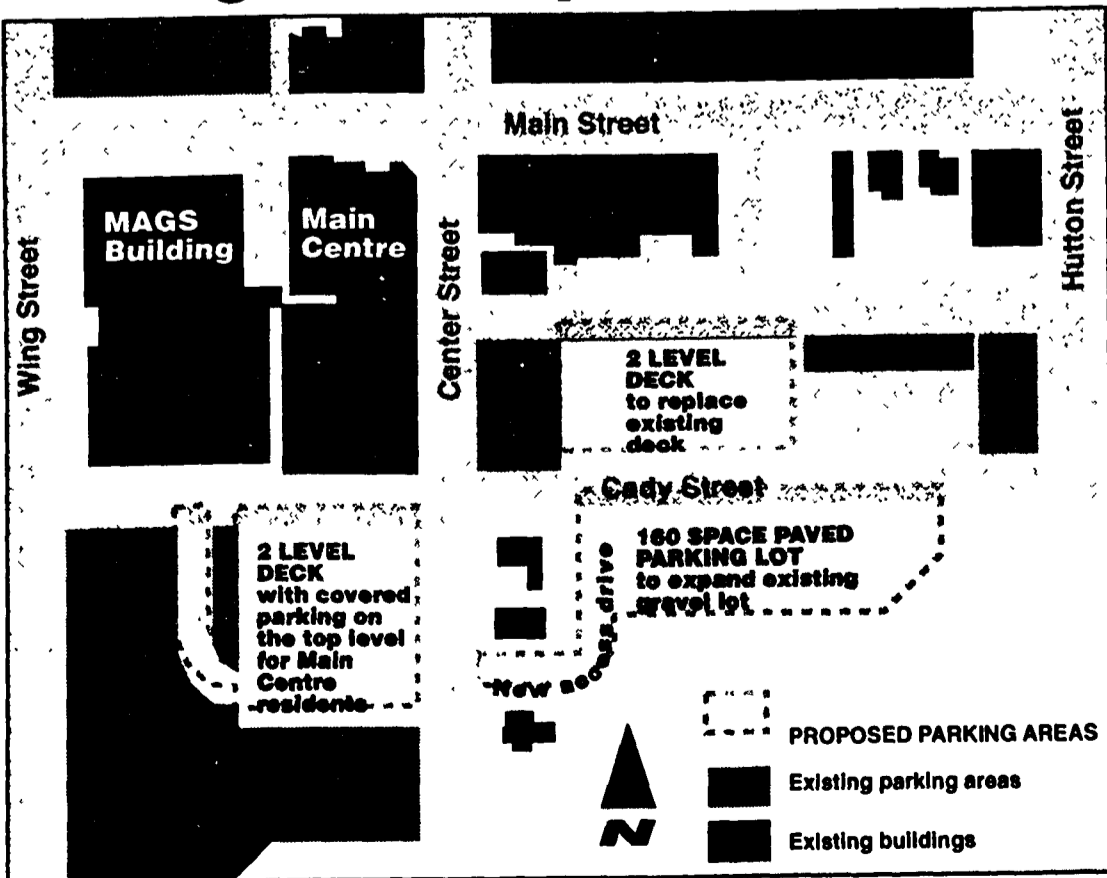 Main Street
MAGS
Building
Main
Centre
Wing Street
Center Street
Hutton Street
2 LEVEL
DECK
to replace
existing
deck
Cady Street
2 LEVEL
DECK
with covered
parking on
the top level
for Main
Centre
residents
160 SPACE PAVED
PARKING LOT
to expand existing
gravel lot
New access drive
PROPOSED PARKING AREAS
Existing parking areas
Existing buildings
N